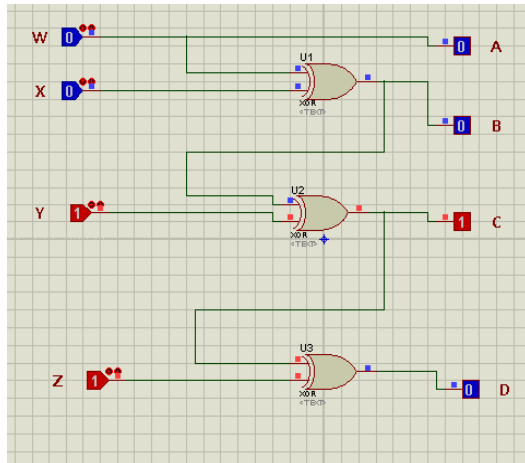 W 0 0 A
U1
X 0
XOR
<TEXT>
0 B
U2
Y 1 1 C
XOR
<TEXT>
U3
Z 1 0 D
XOR
<TEXT>